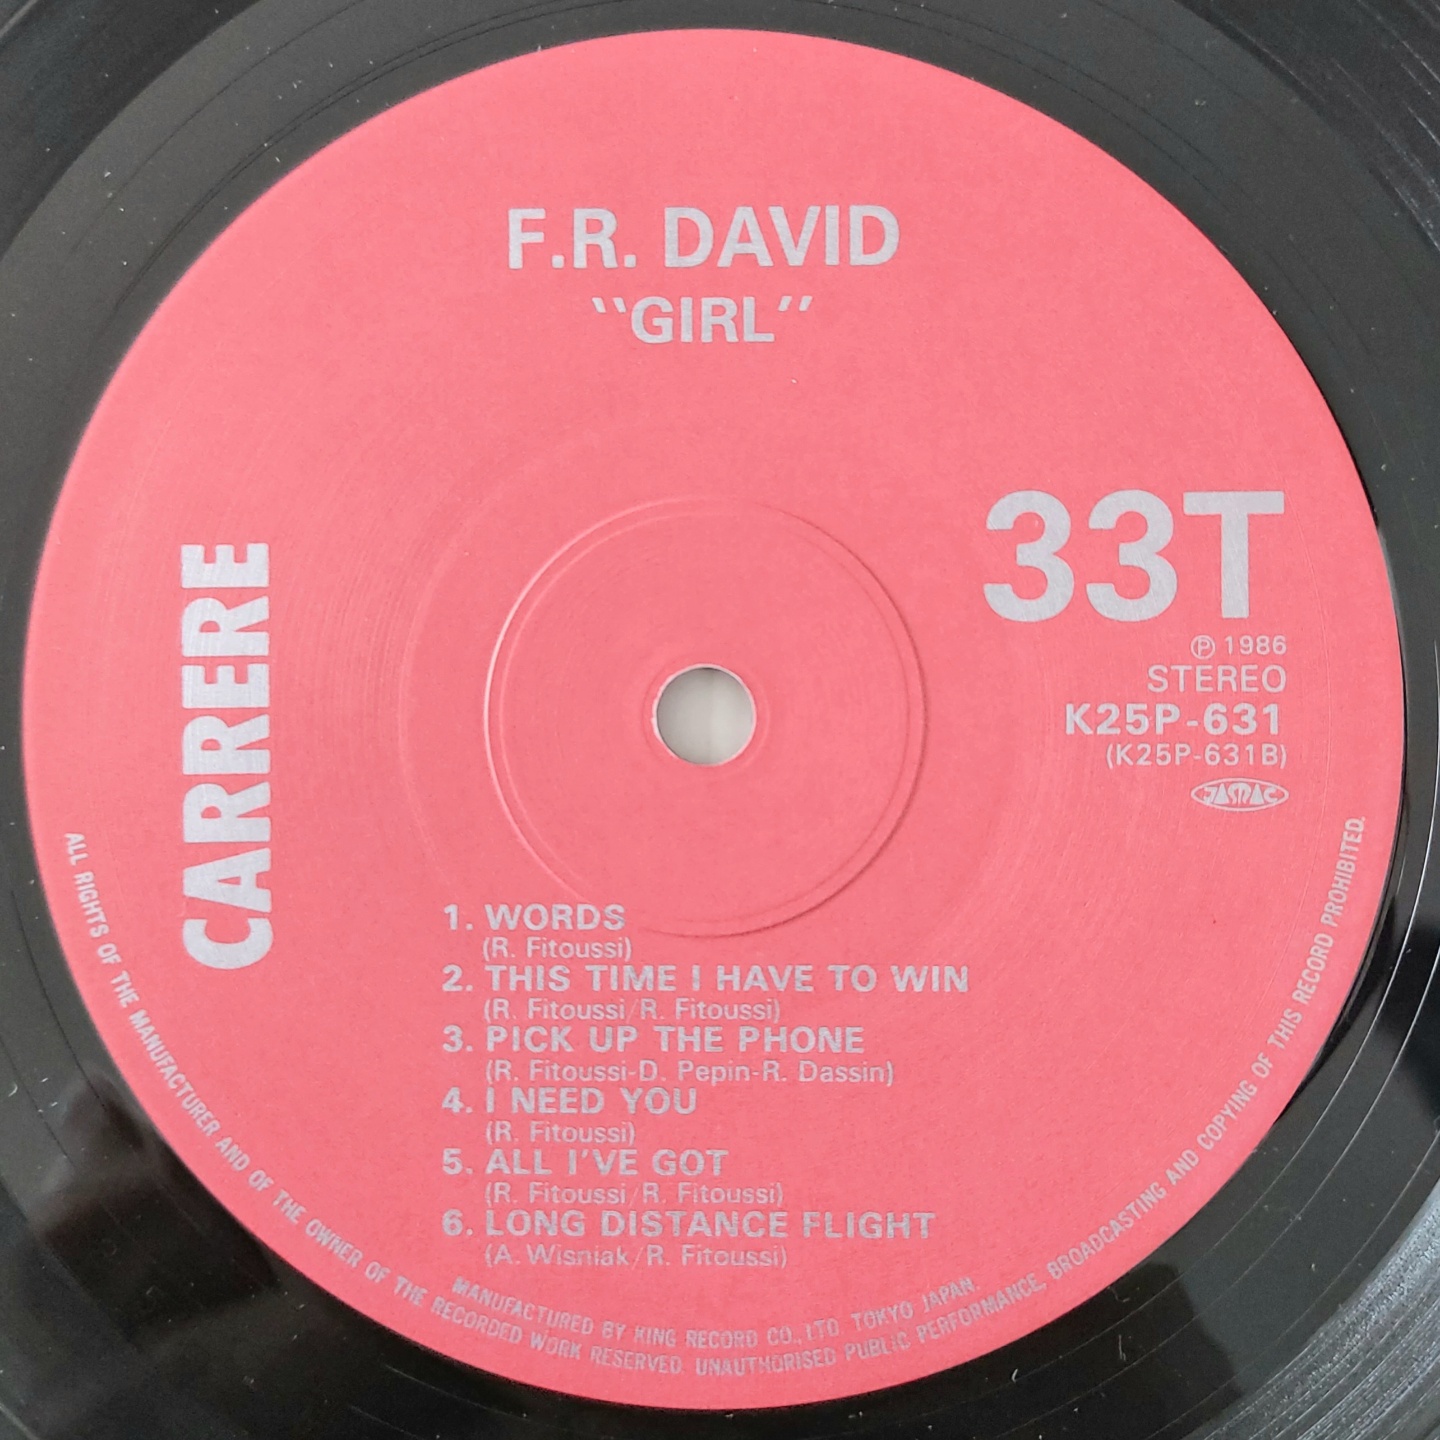 F.R. DAVID
"GIRL"
CARRERE
33T
Ⓟ 1986
STEREO
K25P-631
(K25P-631B)
JASRAC
1. WORDS
(R. Fitoussi)
2. THIS TIME I HAVE TO WIN
(R. Fitoussi/R. Fitoussi)
3. PICK UP THE PHONE
(R. Fitoussi-D. Pepin-R. Dassin)
4. I NEED YOU
(R. Fitoussi)
5. ALL I'VE GOT
(R. Fitoussi/R. Fitoussi)
6. LONG DISTANCE FLIGHT
(A. Wisniak/R. Fitoussi)
MANUFACTURED BY KING RECORD CO., LTD. TOKYO JAPAN.
ALL RIGHTS OF THE MANUFACTURER AND OF THE OWNER OF THE RECORDED WORK RESERVED. UNAUTHORISED PUBLIC PERFORMANCE, BROADCASTING AND COPYING OF THIS RECORD PROHIBITED.